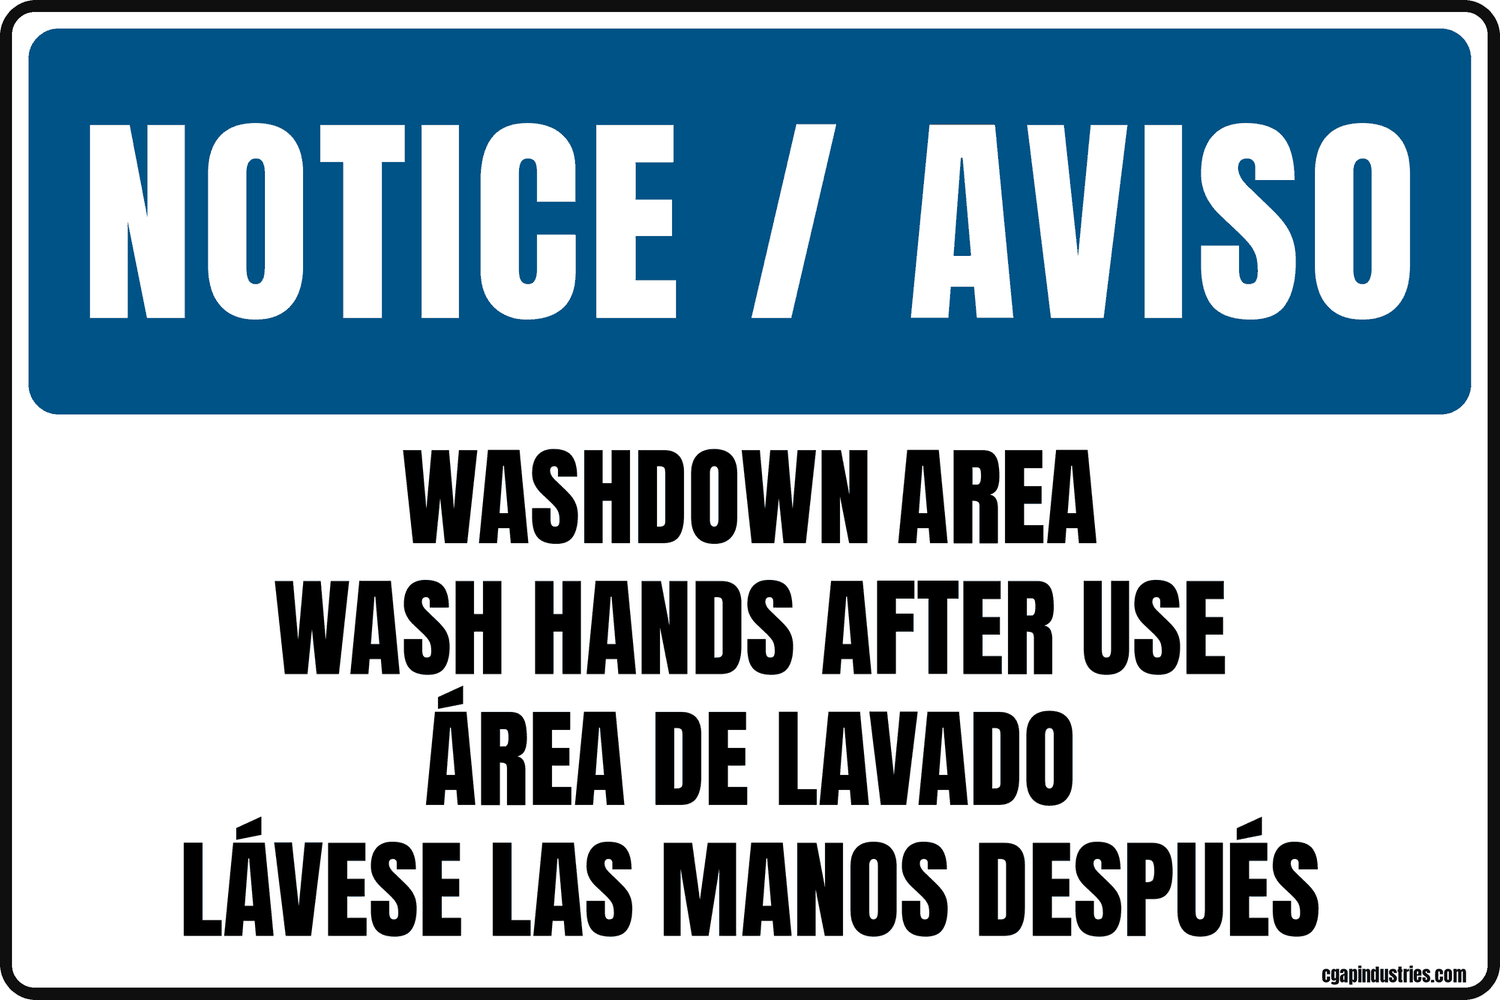 NOTICE / AVISO
WASHDOWN AREA
WASH HANDS AFTER USE
ÁREA DE LAVADO
LÁVESE LAS MANOS DESPUÉS
cgapindustries.com